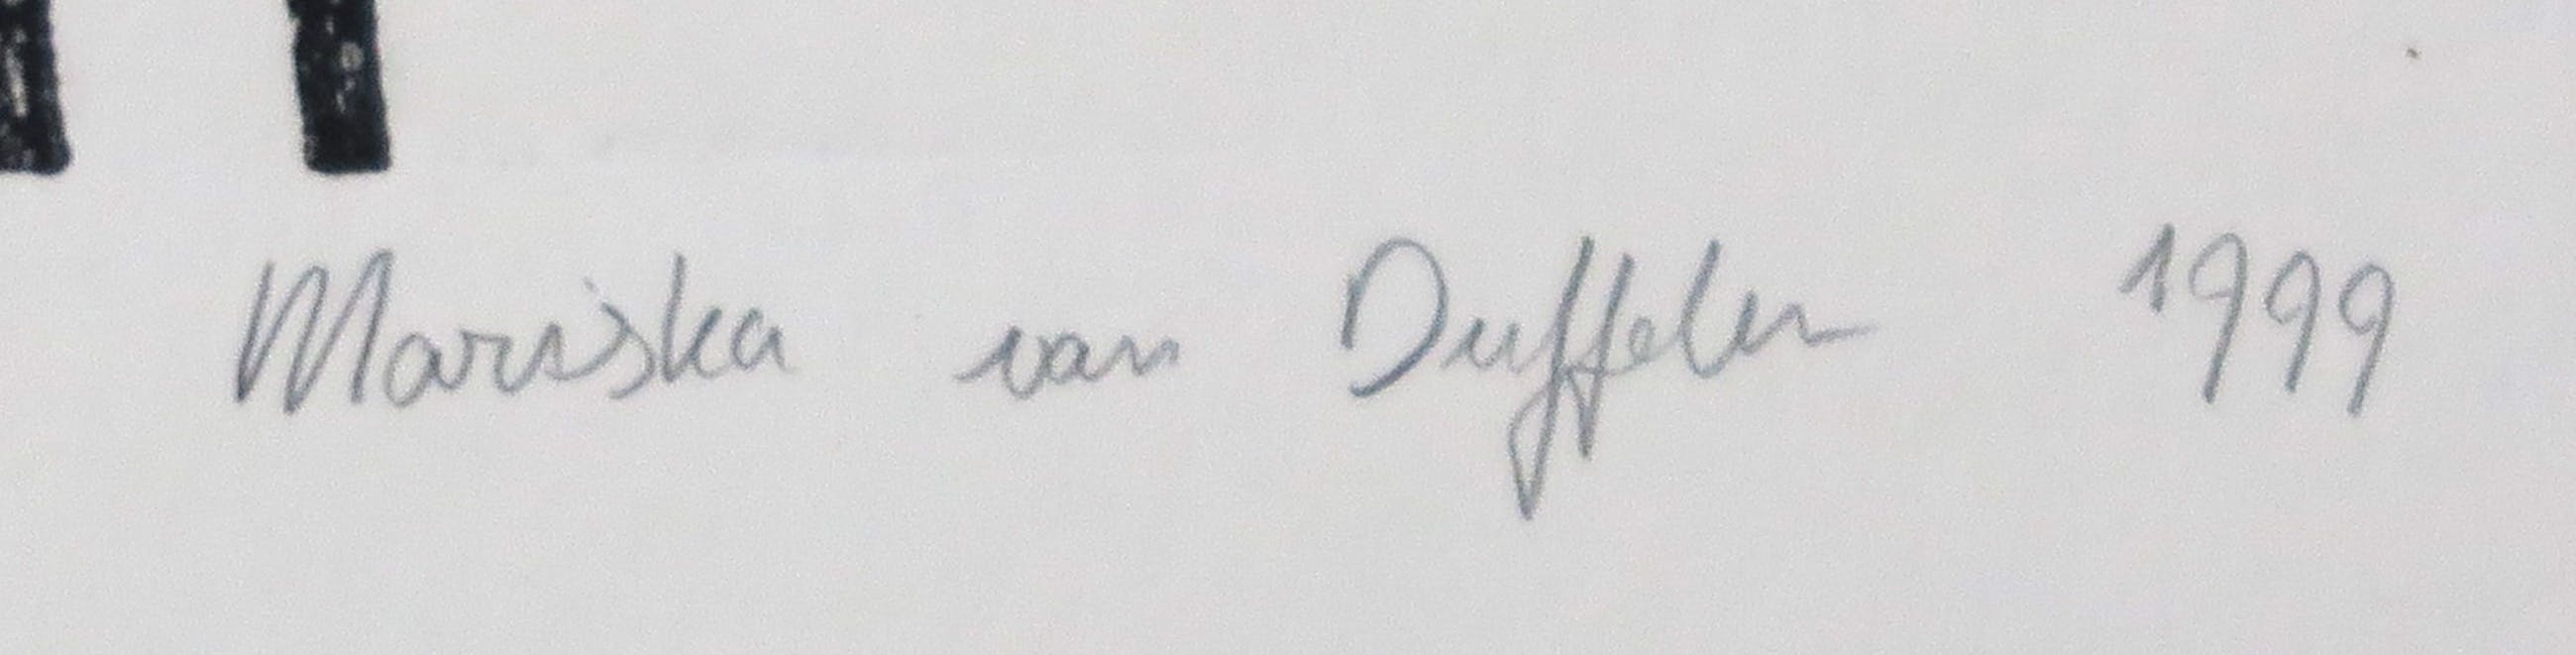 Mariska van Duffelen 1999